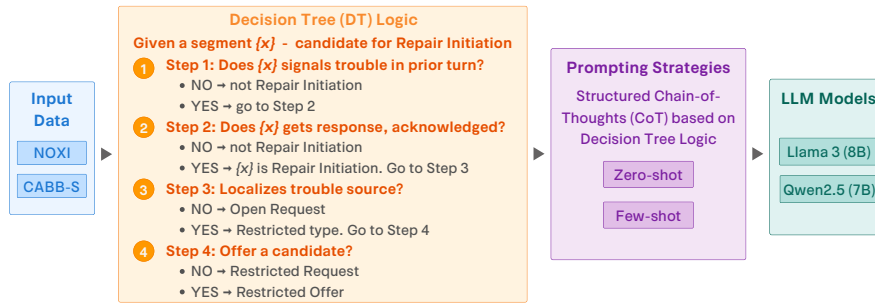 Input
Data
NOXI
CABB-S
Decision Tree (DT) Logic
Given a segment {x} - candidate for Repair Initiation
1 Step 1: Does {x} signals trouble in prior turn?
• NO → not Repair Initiation
• YES → go to Step 2
2 Step 2: Does {x} gets response, acknowledged?
• NO → not Repair Initiation
• YES → {x} is Repair Initiation. Go to Step 3
3 Step 3: Localizes trouble source?
• NO → Open Request
• YES → Restricted type. Go to Step 4
4 Step 4: Offer a candidate?
• NO → Restricted Request
• YES → Restricted Offer
Prompting Strategies
Structured Chain-of-
Thoughts (CoT) based on
Decision Tree Logic
Zero-shot
Few-shot
LLM Models
Llama 3 (8B)
Qwen2.5 (7B)